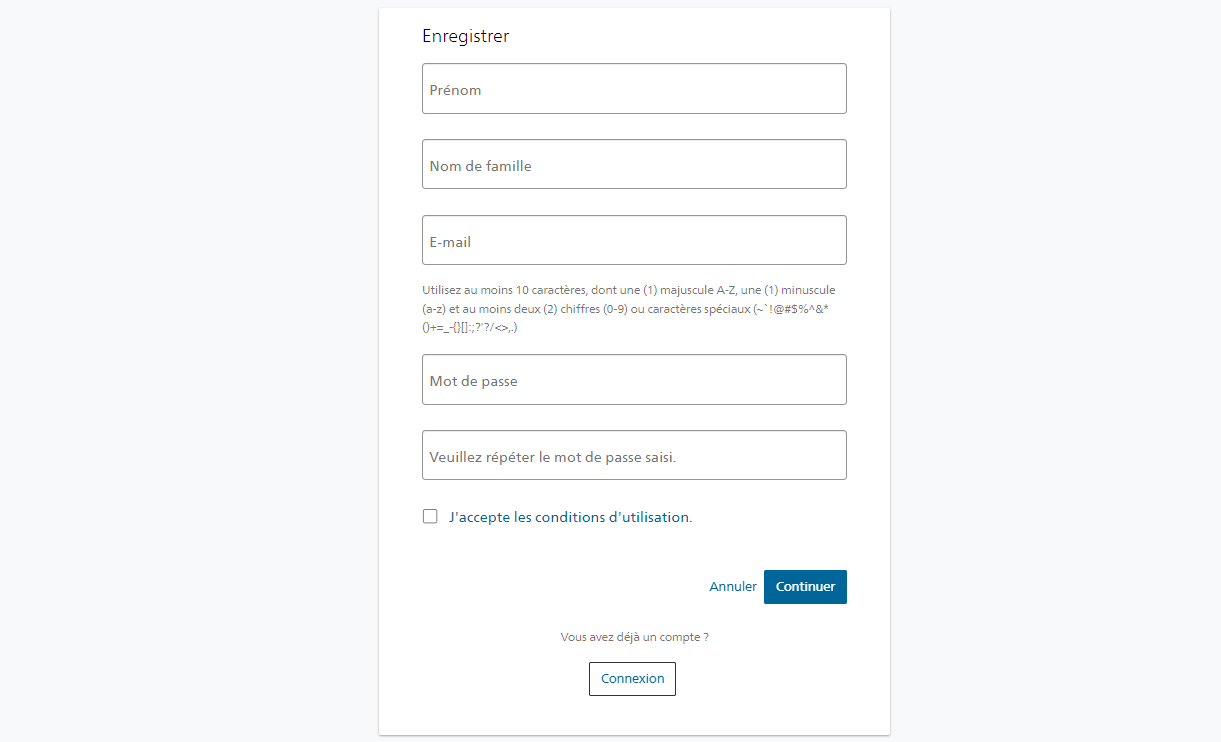 Enregistrer
Prénom
Nom de famille
E-mail
Utilisez au moins 10 caractères, dont une (1) majuscule A-Z, une (1) minuscule
(a-z) et au moins deux (2) chiffres (0-9) ou caractères spéciaux (~`!@#$%^&*
()+=_-{}[]:;?'?/<>,.)
Mot de passe
Veuillez répéter le mot de passe saisi.
J'accepte les conditions d'utilisation.
Annuler Continuer
Vous avez déjà un compte ?
Connexion